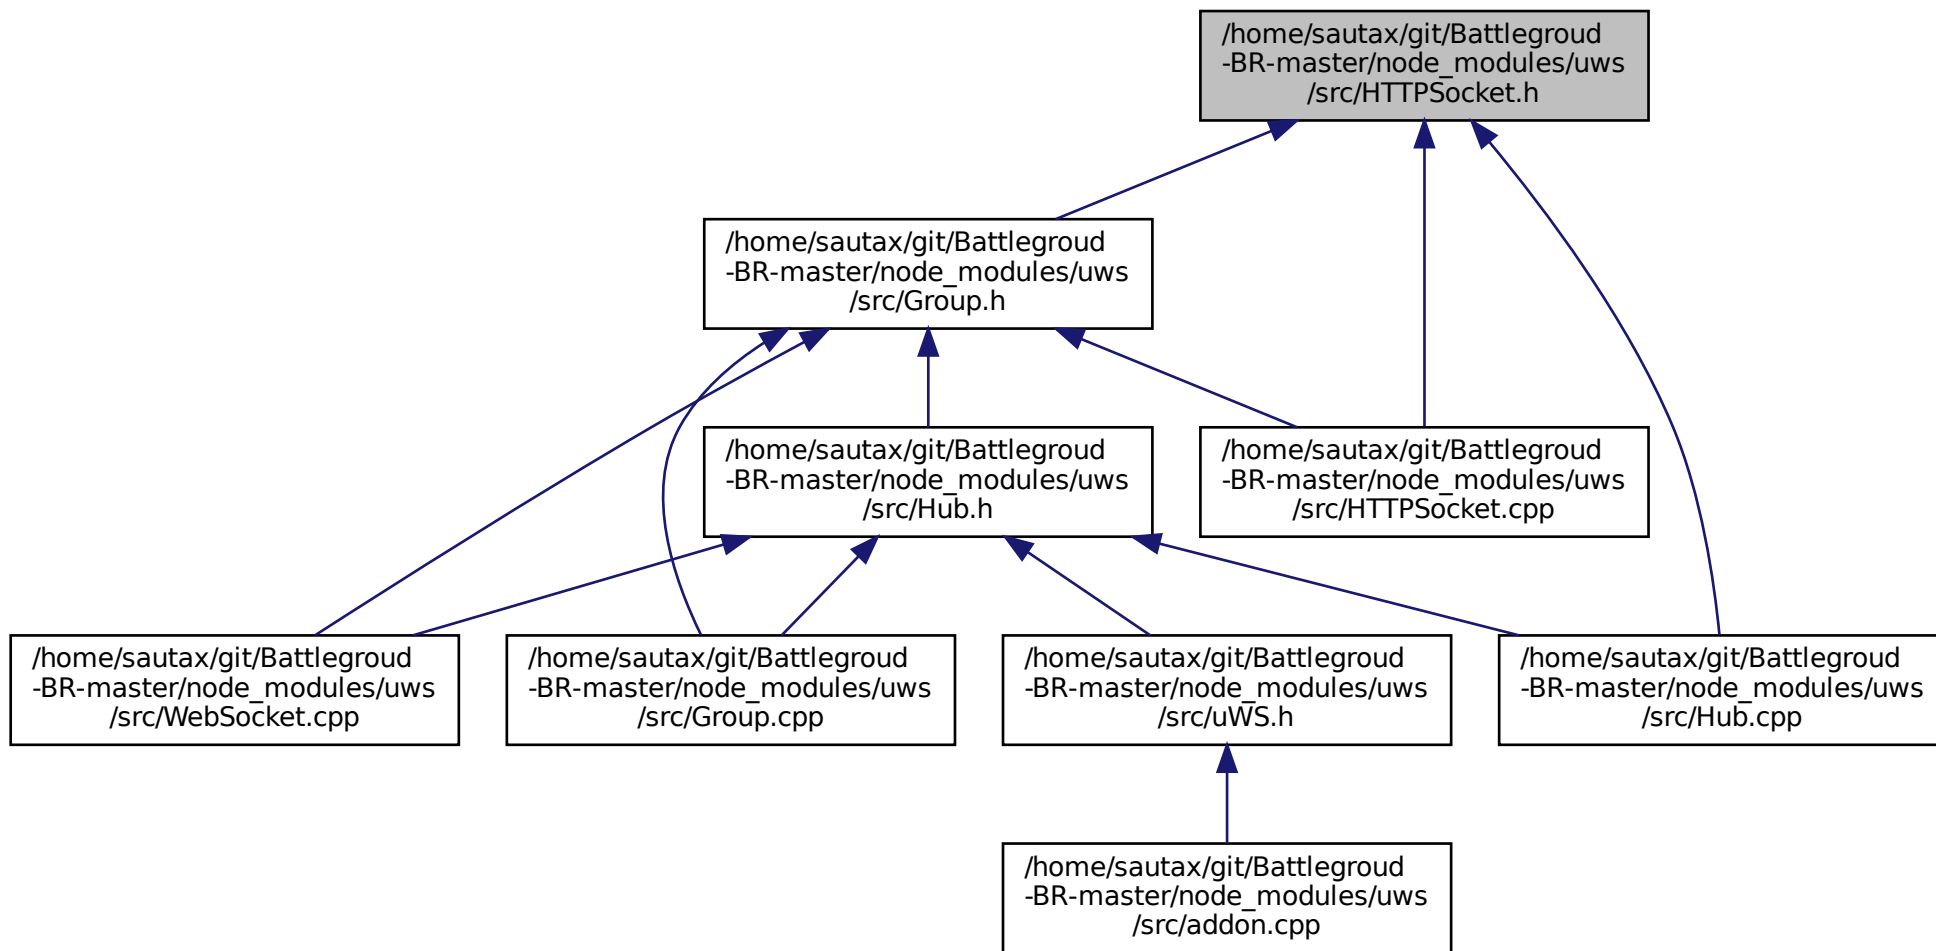 /home/sautax/git/Battlegroud
-BR-master/node_modules/uws
/src/HTTPSocket.h
/home/sautax/git/Battlegroud
-BR-master/node_modules/uws
/src/Group.h
/home/sautax/git/Battlegroud
-BR-master/node_modules/uws
/src/Hub.h
/home/sautax/git/Battlegroud
-BR-master/node_modules/uws
/src/HTTPSocket.cpp
/home/sautax/git/Battlegroud
-BR-master/node_modules/uws
/src/WebSocket.cpp
/home/sautax/git/Battlegroud
-BR-master/node_modules/uws
/src/Group.cpp
/home/sautax/git/Battlegroud
-BR-master/node_modules/uws
/src/uWS.h
/home/sautax/git/Battlegroud
-BR-master/node_modules/uws
/src/Hub.cpp
/home/sautax/git/Battlegroud
-BR-master/node_modules/uws
/src/addon.cpp